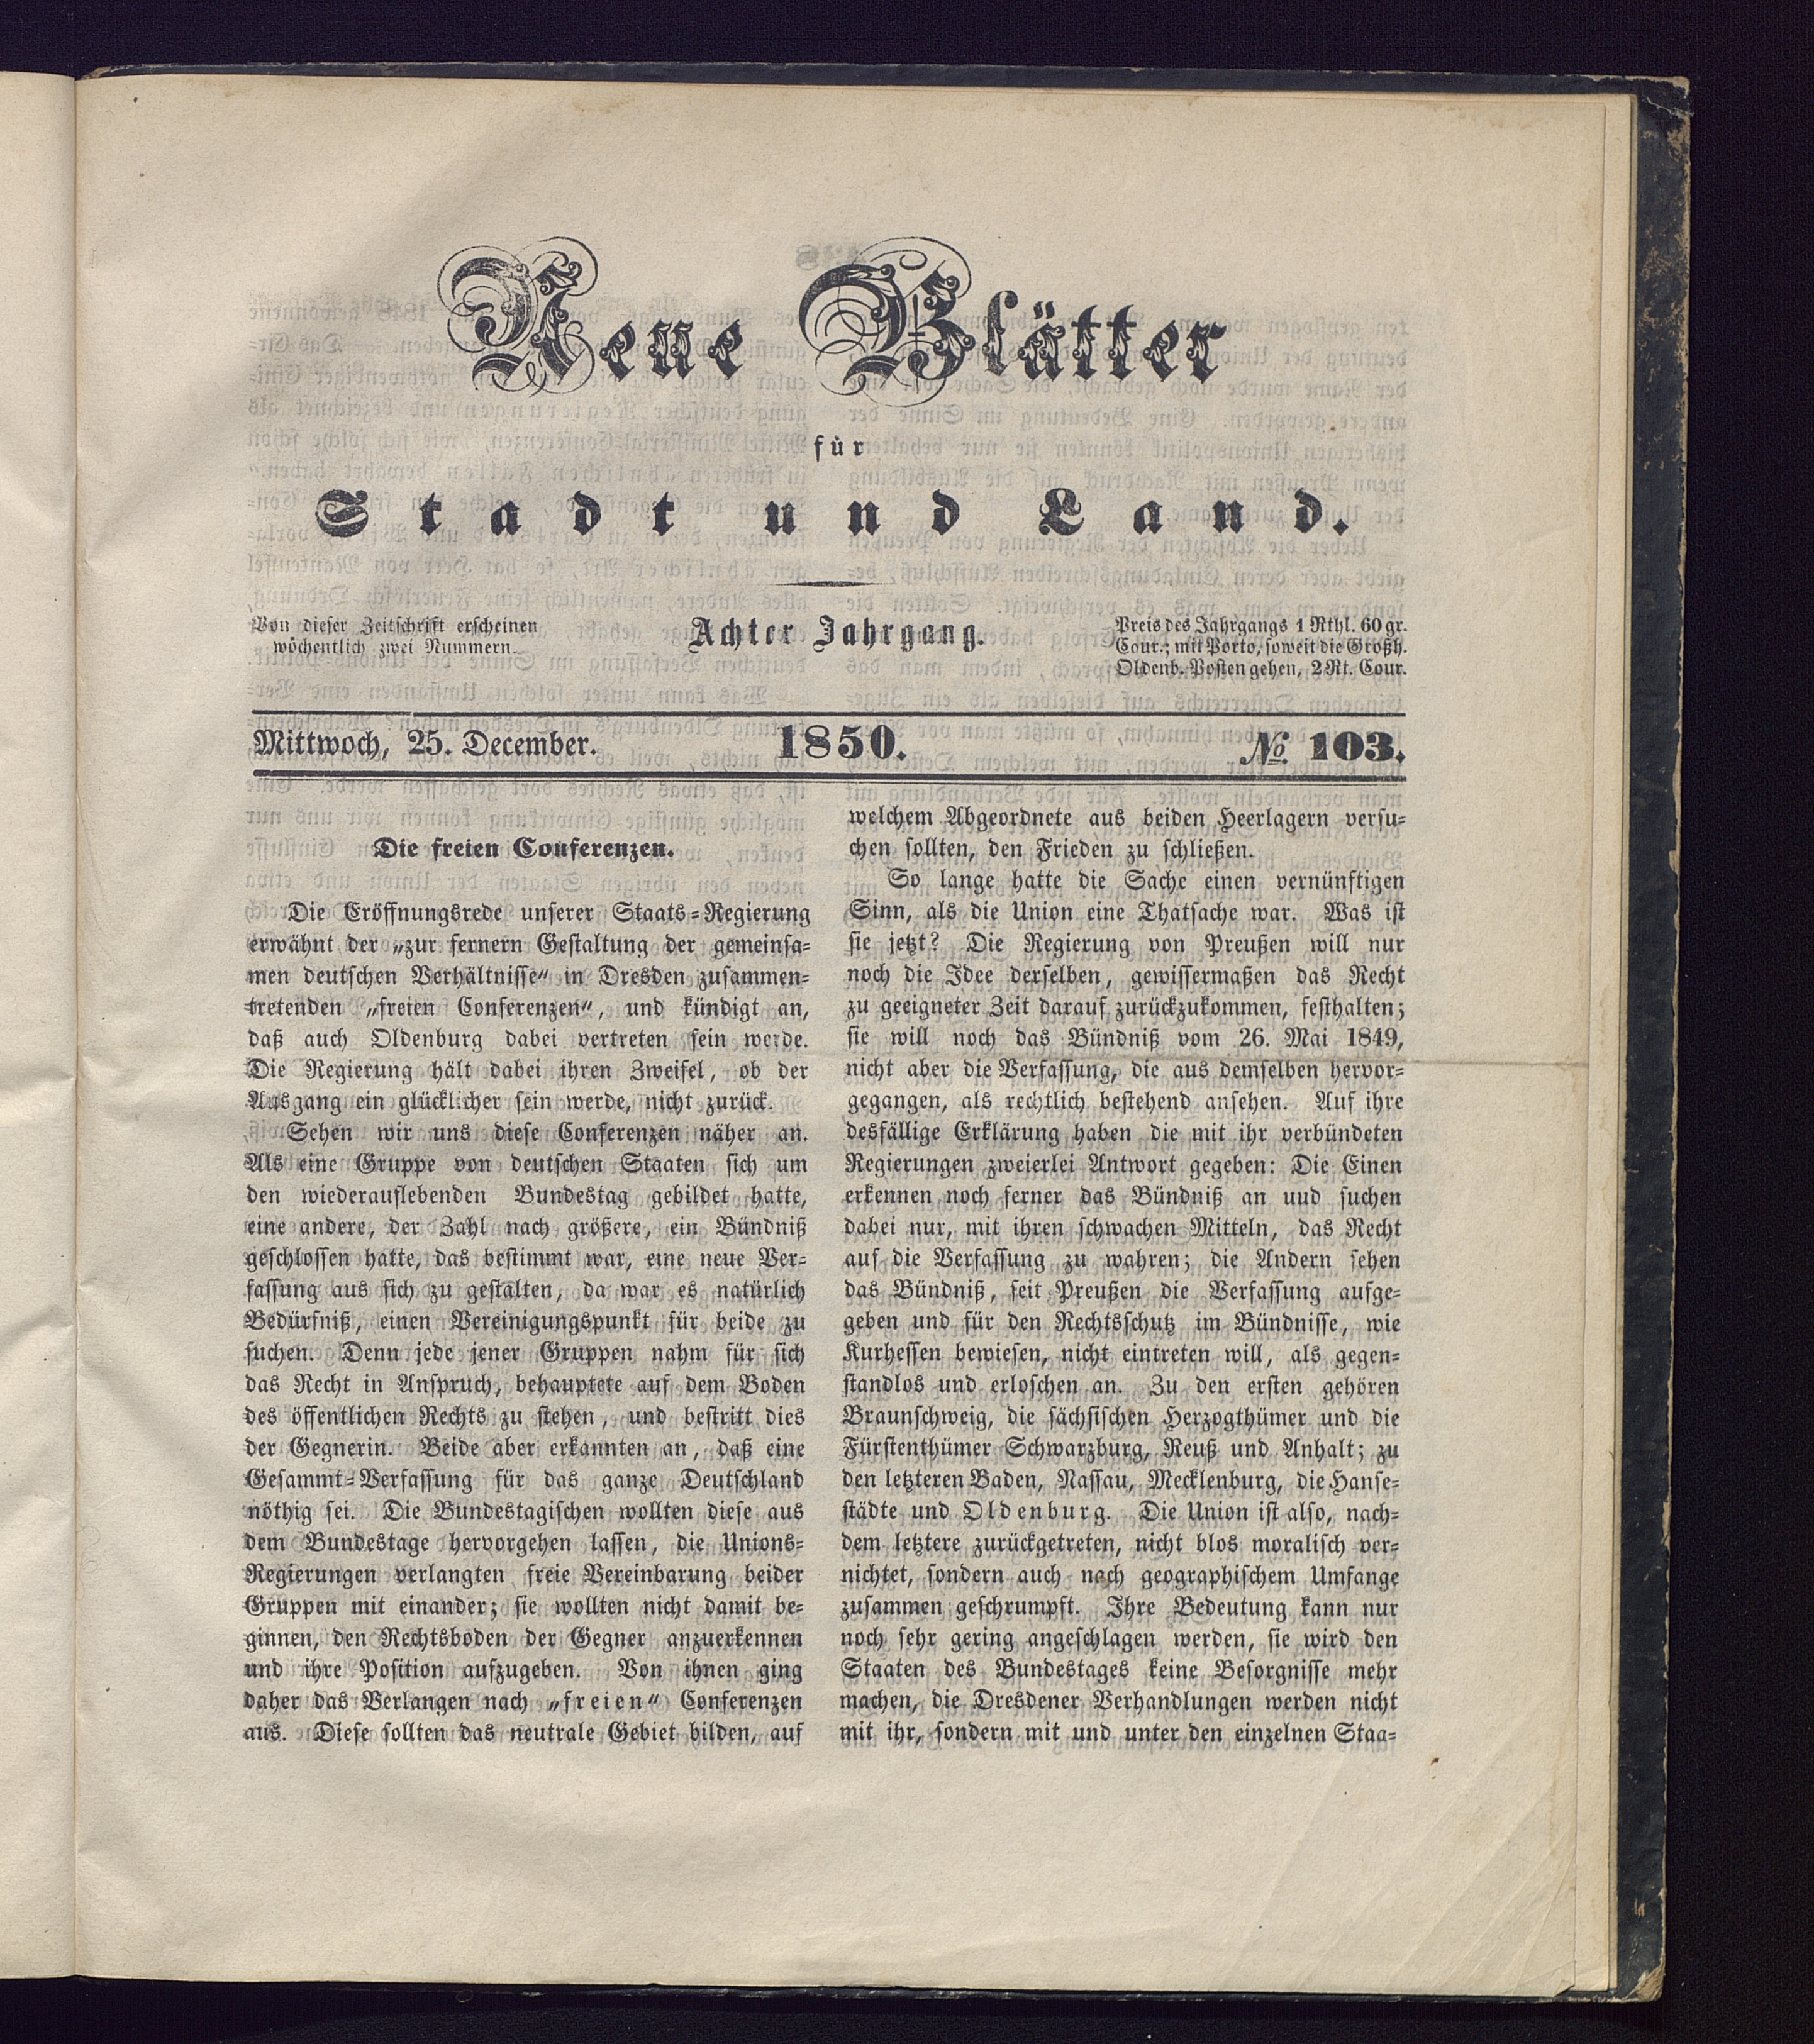 Neue Blätter
für
Stadt und Land.
Von dieser Zeitschrift erscheinen
wöchentlich zwei Nummern.
Achter Jahrgang.
Preis des Jahrgangs 1 Rthl. 60 gr.
Cour.; mit Porto, soweit die Großh.
Oldenb. Posten gehen, 2 Rt. Cour.
Mittwoch, 25. December.
1850.
№ 103.
Die freien Conferenzen.
Die Eröffnungsrede unserer Staats-Regierung
erwähnt der „zur fernern Gestaltung der gemeinsa-
men deutschen Verhältnisse“ in Dresden zusammen-
tretenden „freien Conferenzen“, und kündigt an,
daß auch Oldenburg dabei vertreten sein werde.
Die Regierung hält dabei ihren Zweifel, ob der
Ausgang ein glücklicher sein werde, nicht zurück.
Sehen wir uns diese Conferenzen näher an.
Als eine Gruppe von deutschen Staaten sich um
den wiederauflebenden Bundestag gebildet hatte,
eine andere, der Zahl nach größere, ein Bündniß
geschlossen hatte, das bestimmt war, eine neue Ver-
fassung aus sich zu gestalten, da war es natürlich
Bedürfniß, einen Vereinigungspunkt für beide zu
suchen. Denn jede jener Gruppen nahm für sich
das Recht in Anspruch, behauptete auf dem Boden
des öffentlichen Rechts zu stehen, und bestritt dies
der Gegnerin. Beide aber erkannten an, daß eine
Gesammt-Verfassung für das ganze Deutschland
nöthig sei. Die Bundestagischen wollten diese aus
dem Bundestage hervorgehen lassen, die Unions-
Regierungen verlangten freie Vereinbarung beider
Gruppen mit einander; sie wollten nicht damit be-
ginnen, den Rechtsboden der Gegner anzuerkennen
und ihre Position aufzugeben. Von ihnen ging
daher das Verlangen nach „freien“ Conferenzen
aus. Diese sollten das neutrale Gebiet bilden, auf
welchem Abgeordnete aus beiden Heerlagern versu-
chen sollten, den Frieden zu schließen.
So lange hatte die Sache einen vernünftigen
Sinn, als die Union eine Thatsache war. Was ist
sie jetzt? Die Regierung von Preußen will nur
noch die Idee derselben, gewissermaßen das Recht
zu geeigneter Zeit darauf zurückzukommen, festhalten;
sie will noch das Bündniß vom 26. Mai 1849,
nicht aber die Verfassung, die aus demselben hervor-
gegangen, als rechtlich bestehend ansehen. Auf ihre
desfällige Erklärung haben die mit ihr verbündeten
Regierungen zweierlei Antwort gegeben: Die Einen
erkennen noch ferner das Bündniß an uud suchen
dabei nur, mit ihren schwachen Mitteln, das Recht
auf die Verfassung zu wahren; die Andern sehen
das Bündniß, seit Preußen die Verfassung aufge-
geben und für den Rechtsschutz im Bündnisse, wie
Kurhessen bewiesen, nicht eintreten will, als gegen-
standlos und erloschen an. Zu den ersten gehören
Braunschweig, die sächsischen Herzogthümer und die
Fürstenthümer Schwarzburg, Reuß und Anhalt; zu
den letzteren Baden, Nassau, Mecklenburg, die Hanse-
städte und Oldenburg. Die Union ist also, nach-
dem letztere zurückgetreten, nicht blos moralisch ver-
nichtet, sondern auch nach geographischem Umfange
zusammen geschrumpft. Ihre Bedeutung kann nur
noch sehr gering angeschlagen werden, sie wird den
Staaten des Bundestages keine Besorgnisse mehr
machen, die Dresdener Verhandlungen werden nicht
mit ihr, sondern mit und unter den einzelnen Staa-